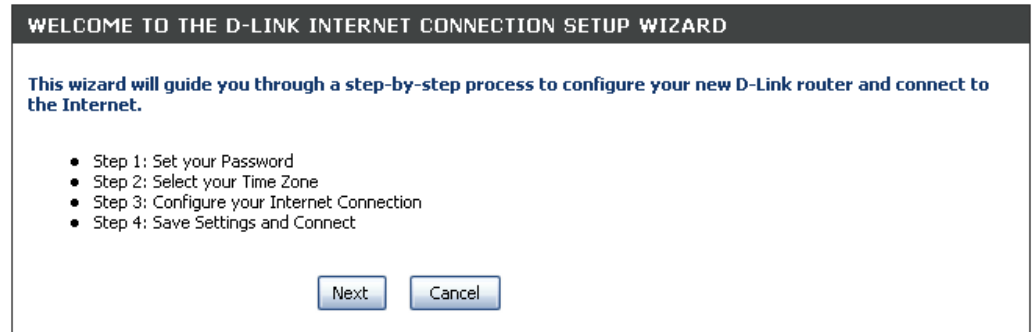 WELCOME TO THE D-LINK INTERNET CONNECTION SETUP WIZARD
This wizard will guide you through a step-by-step process to configure your new D-Link router and connect to
the Internet.
● Step 1: Set your Password
● Step 2: Select your Time Zone
● Step 3: Configure your Internet Connection
● Step 4: Save Settings and Connect
Next Cancel